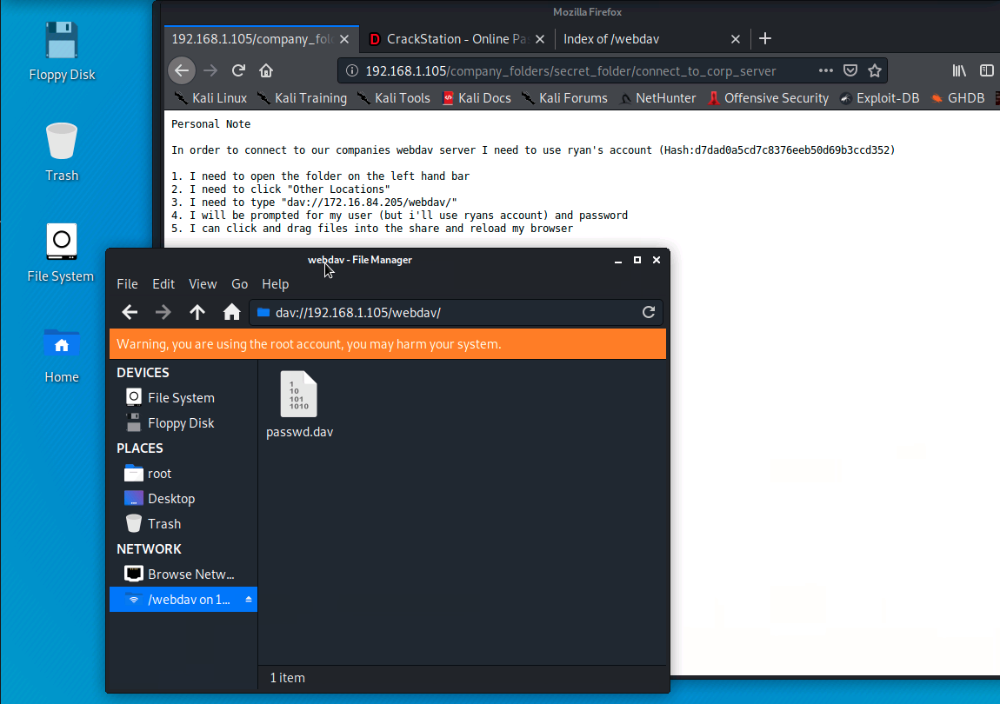 Floppy Disk
Trash
File System
Home
Mozilla Firefox
192.168.1.105/company_fol
CrackStation - Online Pa
Index of /webdav
192.168.1.105/company_folders/secret_folder/connect_to_corp_server
Kali Linux Kali Training Kali Tools Kali Docs Kali Forums NetHunter Offensive Security Exploit-DB GHDB
Personal Note
In order to connect to our companies webdav server I need to use ryan's account (Hash:d7dad0a5cd7c8376eeb50d69b3ccd352)
1. I need to open the folder on the left hand bar
2. I need to click "Other Locations"
3. I need to type "dav://172.16.84.205/webdav/"
4. I will be prompted for my user (but i'll use ryans account) and password
5. I can click and drag files into the share and reload my browser
webdav - File Manager
File Edit View Go Help
dav://192.168.1.105/webdav/
Warning, you are using the root account, you may harm your system.
DEVICES
File System
Floppy Disk
PLACES
root
Desktop
Trash
NETWORK
Browse Netw...
/webdav on 1...
1
10
101
1010
passwd.dav
1 item